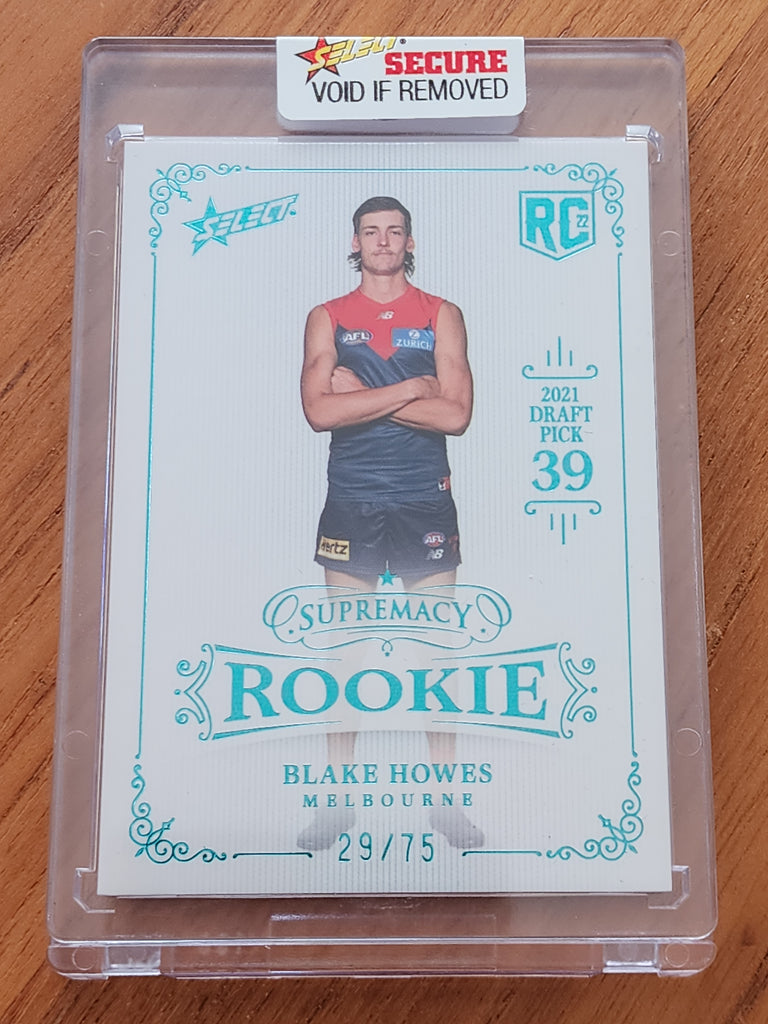 SELECT
SECURE
VOID IF REMOVED
SELECT
RC
22
AFL
NB
ZURICH
2021
DRAFT
PICK
39
Hertz
AFL
NB
SUPREMACY
ROOKIE
BLAKE HOWES
MELBOURNE
29/75